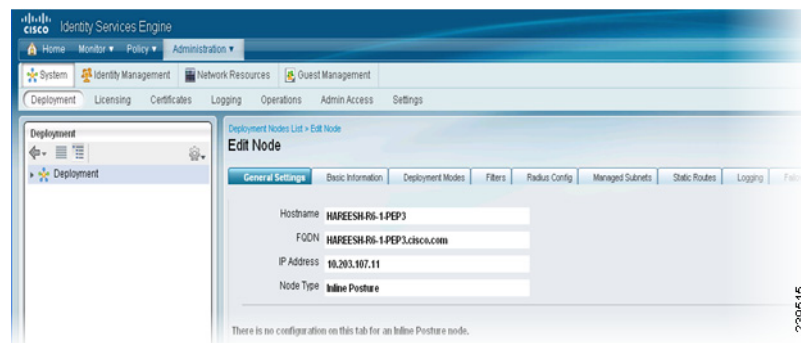 CISCO Identity Services Engine
Home Monitor ▾ Policy ▾ Administration ▾
System Identity Management Network Resources Guest Management
Deployment Licensing Certificates Logging Operations Admin Access Settings
Deployment
Deployment
Deployment Nodes List > Edit Node
Edit Node
General Settings Basic Information Deployment Modes Filters Radius Config Managed Subnets Static Routes Logging
Hostname HAREESH-R6-1-PEP3
FQDN HAREESH-R6-1-PEP3.cisco.com
IP Address 10.203.107.11
Node Type Inline Posture
There is no configuration on this tab for an Inline Posture node.